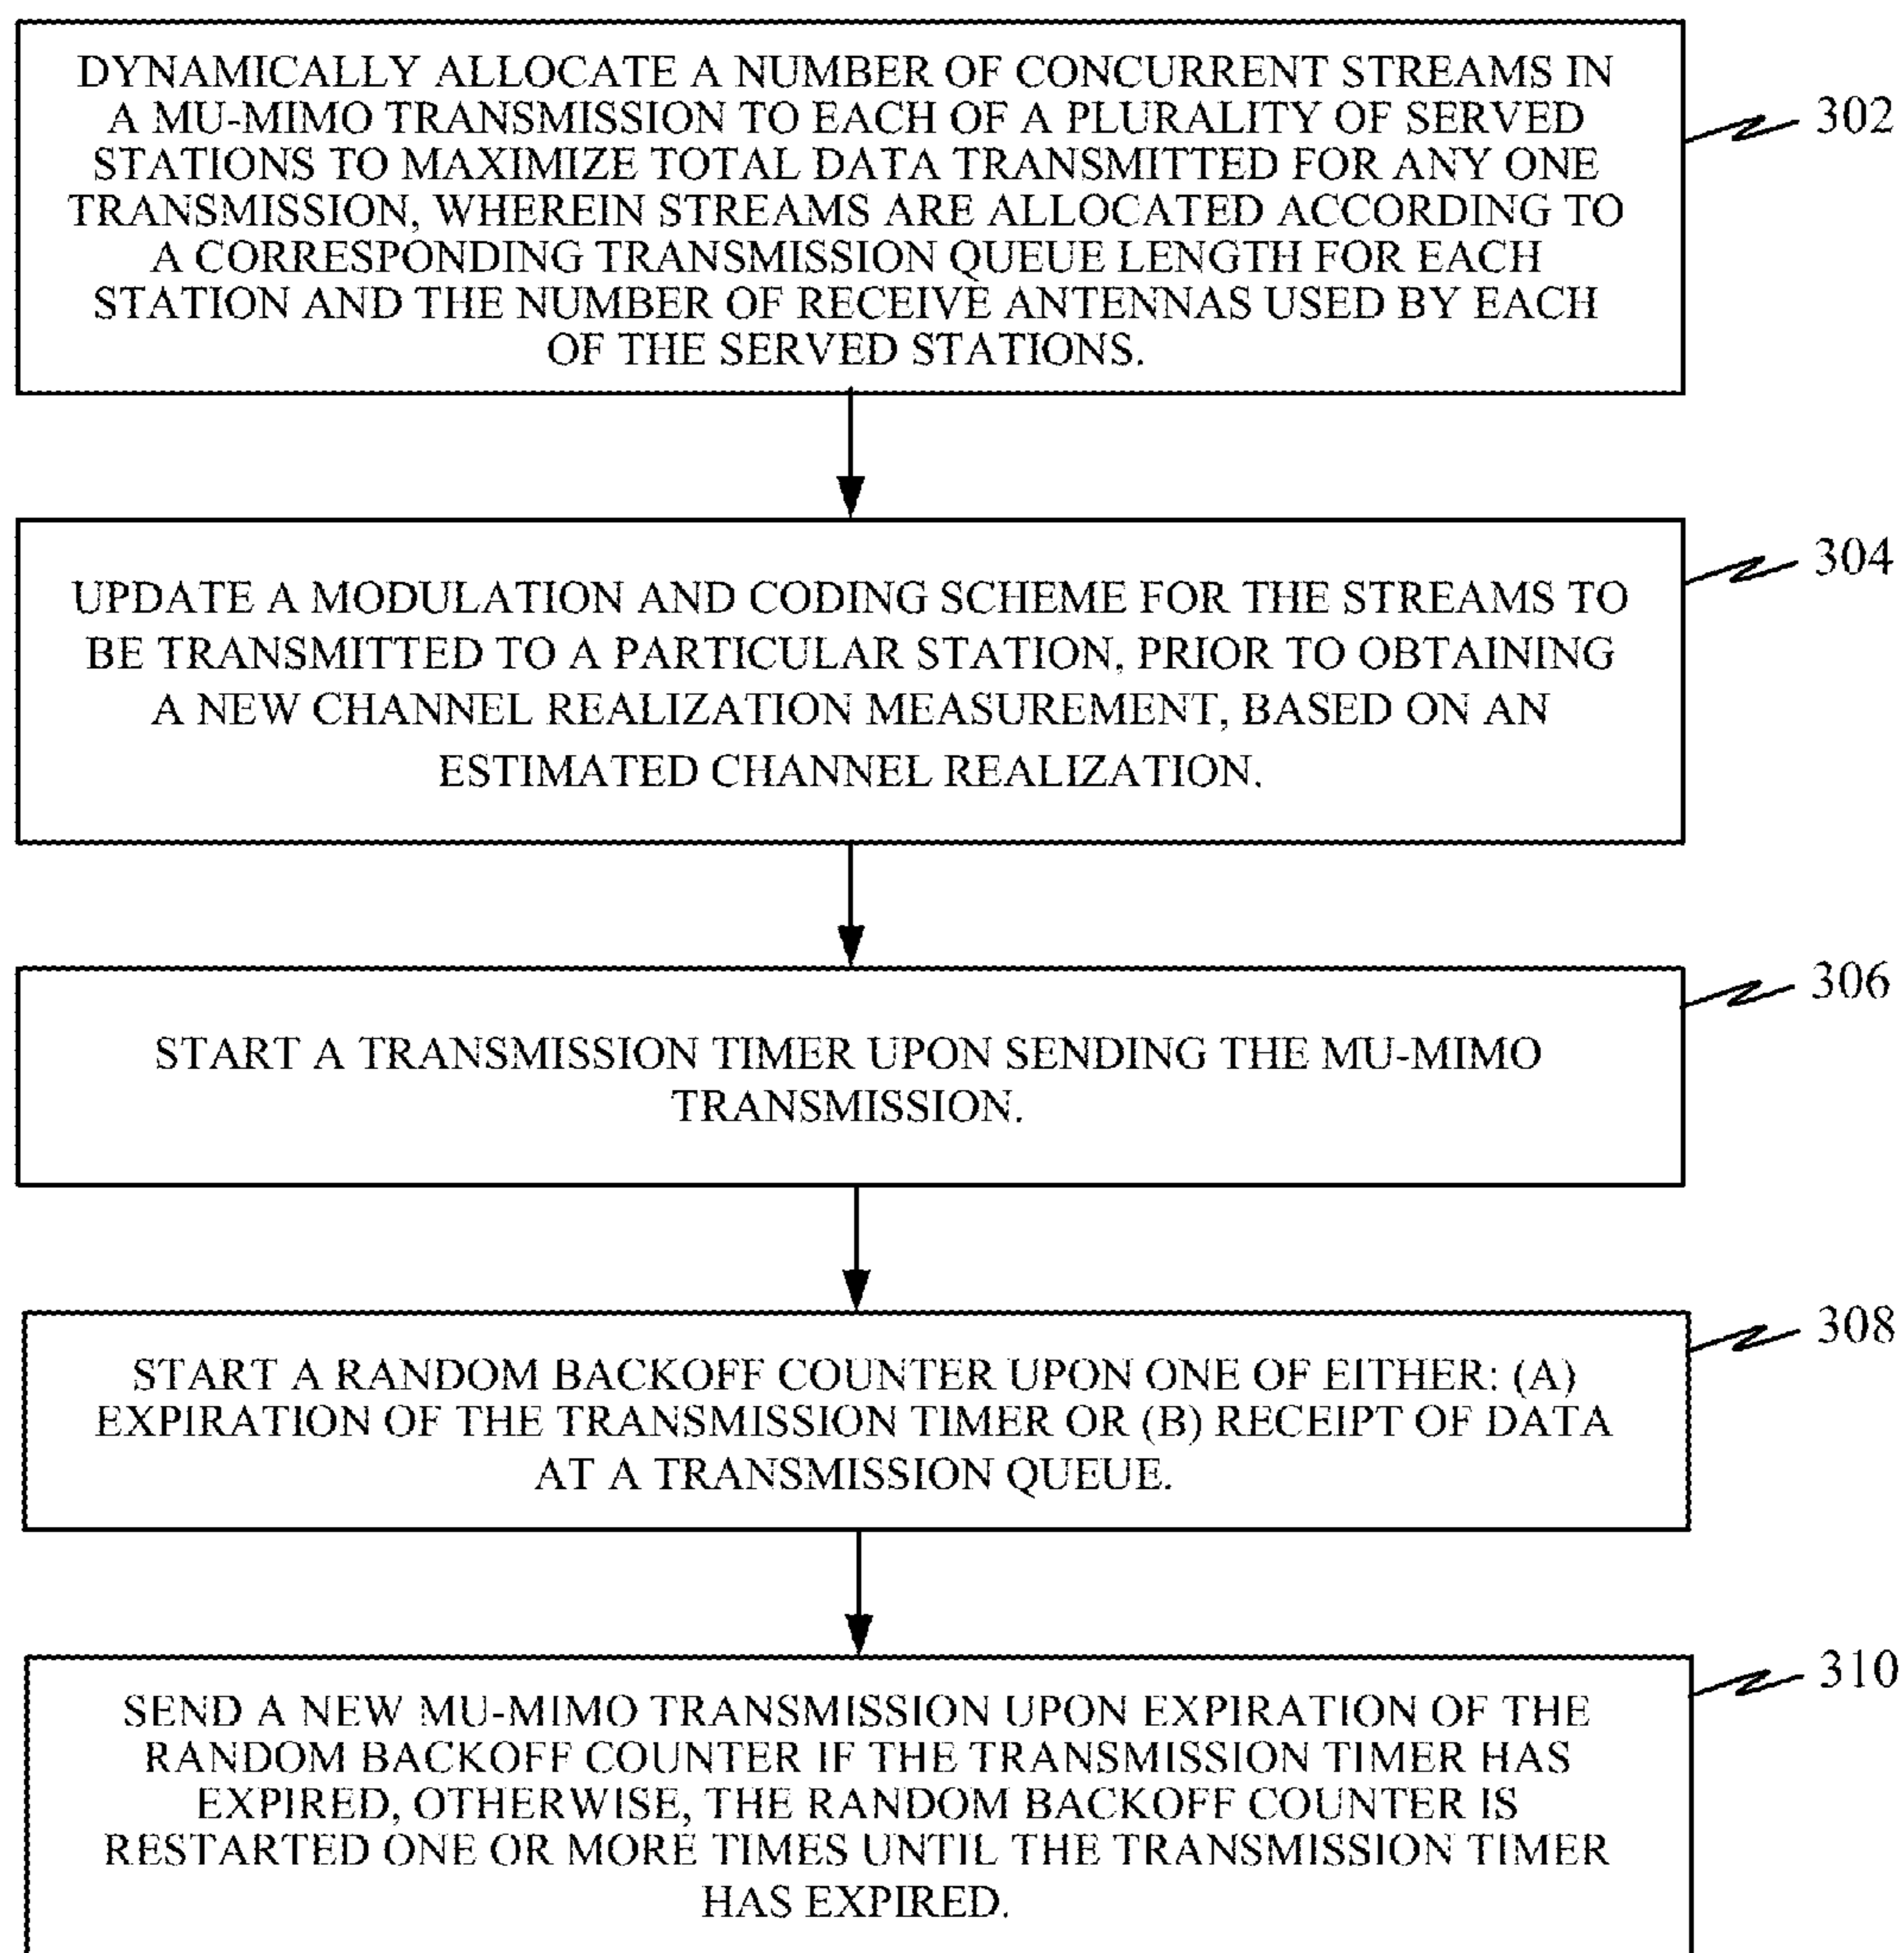 DYNAMICALLY ALLOCATE A NUMBER OF CONCURRENT STREAMS IN
A MU-MIMO TRANSMISSION TO EACH OF A PLURALITY OF SERVED
STATIONS TO MAXIMIZE TOTAL DATA TRANSMITTED FOR ANY ONE
TRANSMISSION, WHEREIN STREAMS ARE ALLOCATED ACCORDING TO
A CORRESPONDING TRANSMISSION QUEUE LENGTH FOR EACH
STATION AND THE NUMBER OF RECEIVE ANTENNAS USED BY EACH
OF THE SERVED STATIONS.
302
UPDATE A MODULATION AND CODING SCHEME FOR THE STREAMS TO
BE TRANSMITTED TO A PARTICULAR STATION, PRIOR TO OBTAINING
A NEW CHANNEL REALIZATION MEASUREMENT, BASED ON AN
ESTIMATED CHANNEL REALIZATION.
304
START A TRANSMISSION TIMER UPON SENDING THE MU-MIMO
TRANSMISSION.
306
START A RANDOM BACKOFF COUNTER UPON ONE OF EITHER: (A)
EXPIRATION OF THE TRANSMISSION TIMER OR (B) RECEIPT OF DATA
AT A TRANSMISSION QUEUE.
308
SEND A NEW MU-MIMO TRANSMISSION UPON EXPIRATION OF THE
RANDOM BACKOFF COUNTER IF THE TRANSMISSION TIMER HAS
EXPIRED, OTHERWISE, THE RANDOM BACKOFF COUNTER IS
RESTARTED ONE OR MORE TIMES UNTIL THE TRANSMISSION TIMER
HAS EXPIRED.
310